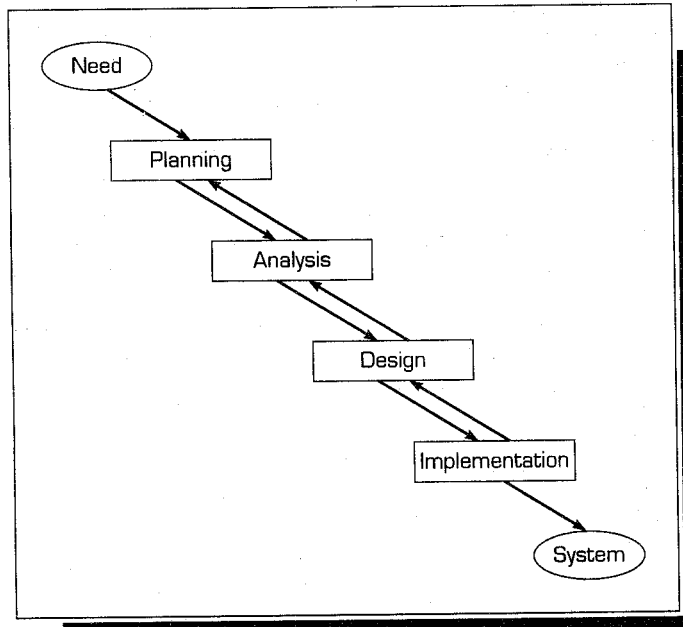 Need
Planning
Analysis
Design
Implementation
System